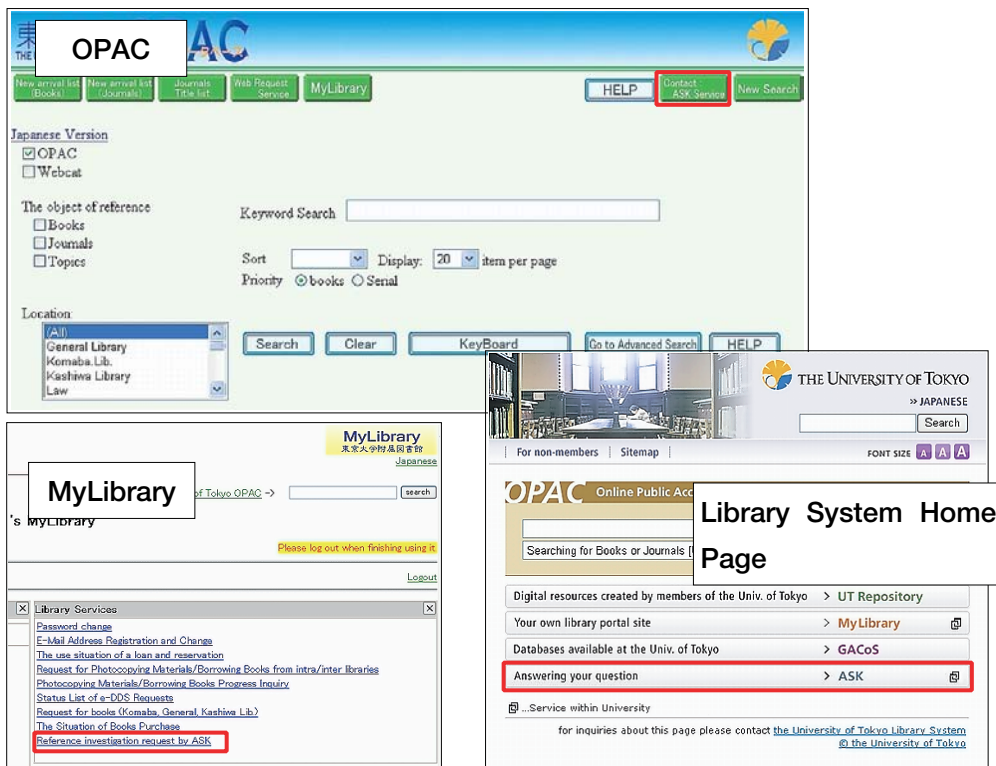 OPAC
東
THE
AC
New arrival list (Books)
New arrival list (Journals)
Journals Title list
Web Request Service
MyLibrary
HELP
Contact ASK Service
New Search
Japanese Version
OPAC
Webcat
The object of reference
Books
Journals
Topics
Keyword Search
Sort
Display: 20 item per page
Priority books Serial
Location
(All)
General Library
Komaba.Lib.
Kashiwa Library
Law
Search
Clear
KeyBoard
Go to Advanced Search
HELP
MyLibrary
東京大学附属図書館
Japanese
MyLibrary
of Tokyo OPAC ->
search
's MyLibrary
Please log out when finishing using it
Logout
Library Services
Password change
E-Mail Address Registration and Change
The use situation of a loan and reservation
Request for Photocopying Materials/Borrowing Books from intra/inter libraries
Photocopying Materials/Borrowing Books Progress Inquiry
Status List of e-DDS Requests
Request for books (Komaba, General, Kashiwa Lib.)
The Situation of Books Purchase
Reference investigation request by ASK
THE UNIVERSITY OF TOKYO
>> JAPANESE
Search
For non-members | Sitemap |
FONT SIZE A A A
OPAC Online Public Acc
Library System Home
Page
Searching for Books or Journals [
Digital resources created by members of the Univ. of Tokyo > UT Repository
Your own library portal site > MyLibrary
Databases available at the Univ. of Tokyo > GACoS
Answering your question > ASK
...Service within University
for inquiries about this page please contact the University of Tokyo Library System
© the University of Tokyo